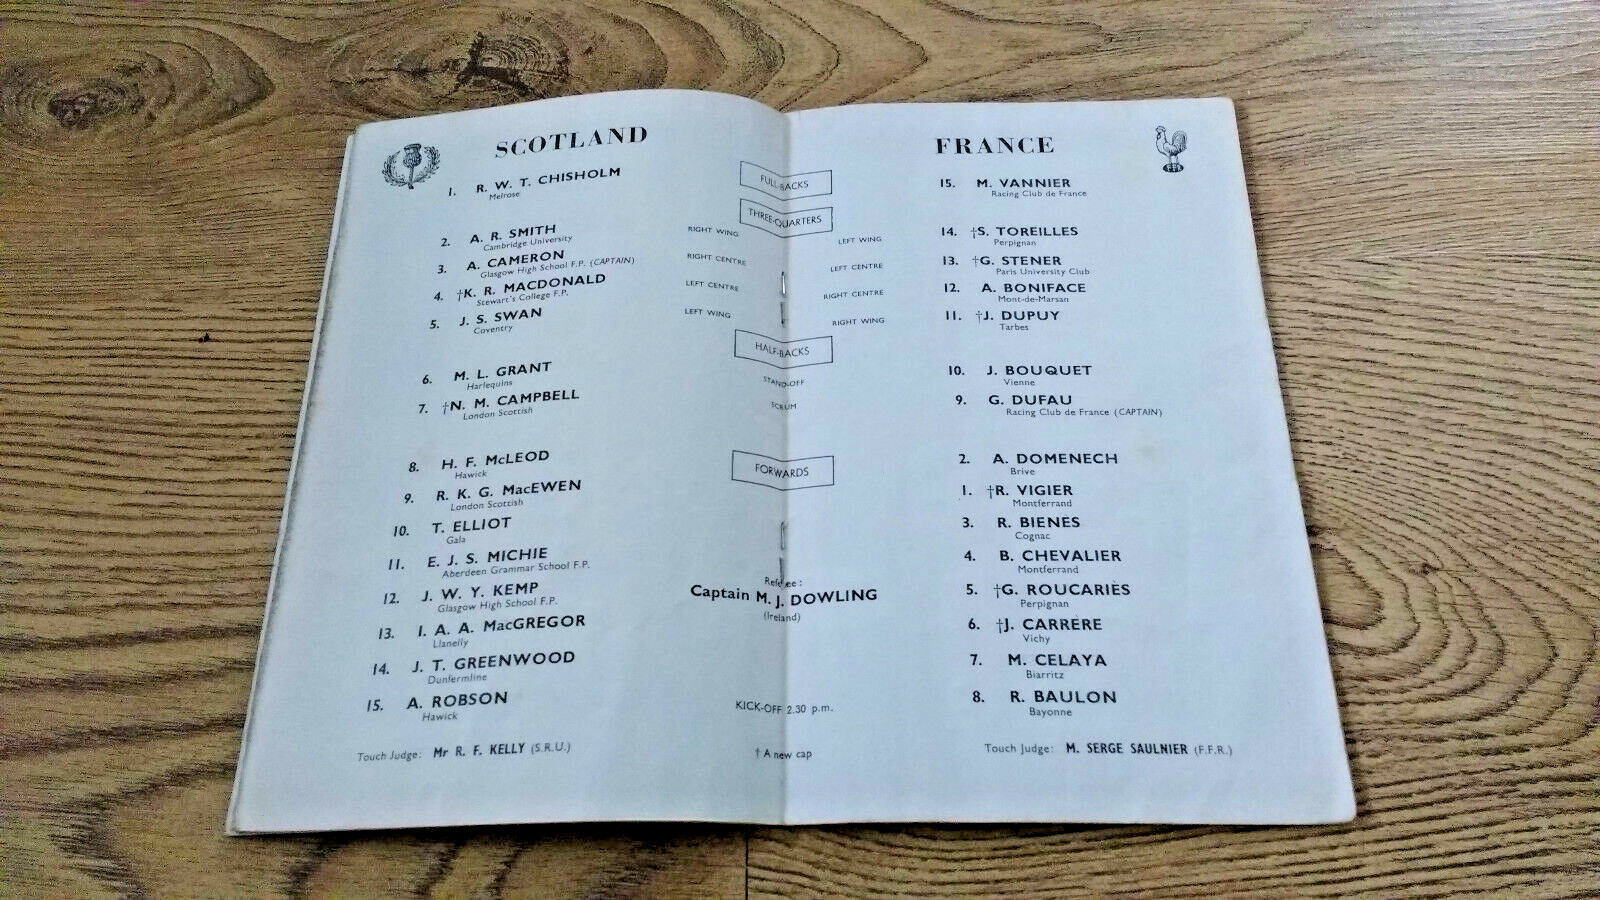 SCOTLAND
1. R. W. T. CHISHOLM
Melrose
2. A. R. SMITH
Cambridge University
3. A. CAMERON
Glasgow High School F.P. (CAPTAIN)
4. †K. R. MACDONALD
Stewart's College F.P.
5. J. S. SWAN
Coventry
6. M. L. GRANT
Harlequins
7. †N. M. CAMPBELL
London Scottish
8. H. F. McLEOD
Hawick
9. R. K. G. MacEWEN
London Scottish
10. T. ELLIOT
Gala
11. E. J. S. MICHIE
Aberdeen Grammar School F.P.
12. J. W. Y. KEMP
Glasgow High School F.P.
13. I. A. A. MacGREGOR
Llanelly
14. J. T. GREENWOOD
Dunfermline
15. A. ROBSON
Hawick
Touch Judge: Mr R. F. KELLY (S.R.U.)
FULL-BACKS
THREE-QUARTERS
RIGHT WING
LEFT WING
RIGHT CENTRE
LEFT CENTRE
LEFT CENTRE
RIGHT CENTRE
LEFT WING
RIGHT WING
HALF-BACKS
STAND-OFF
SCRUM
FORWARDS
Referee:
Captain M. J. DOWLING
(Ireland)
KICK-OFF 2.30 p.m.
† A new cap
FRANCE
15. M. VANNIER
Racing Club de France
14. †S. TOREILLES
Perpignan
13. †G. STENER
Paris University Club
12. A. BONIFACE
Mont-de-Marsan
11. †J. DUPUY
Tarbes
10. J. BOUQUET
Vienne
9. G. DUFAU
Racing Club de France (CAPTAIN)
2. A. DOMENECH
Brive
1. †R. VIGIER
Montferrand
3. R. BIENES
Cognac
4. B. CHEVALIER
Montferrand
5. †G. ROUCARIÈS
Perpignan
6. †J. CARRERE
Vichy
7. M. CELAYA
Biarritz
8. R. BAULON
Bayonne
Touch Judge: M. SERGE SAULNIER (F.F.R.)